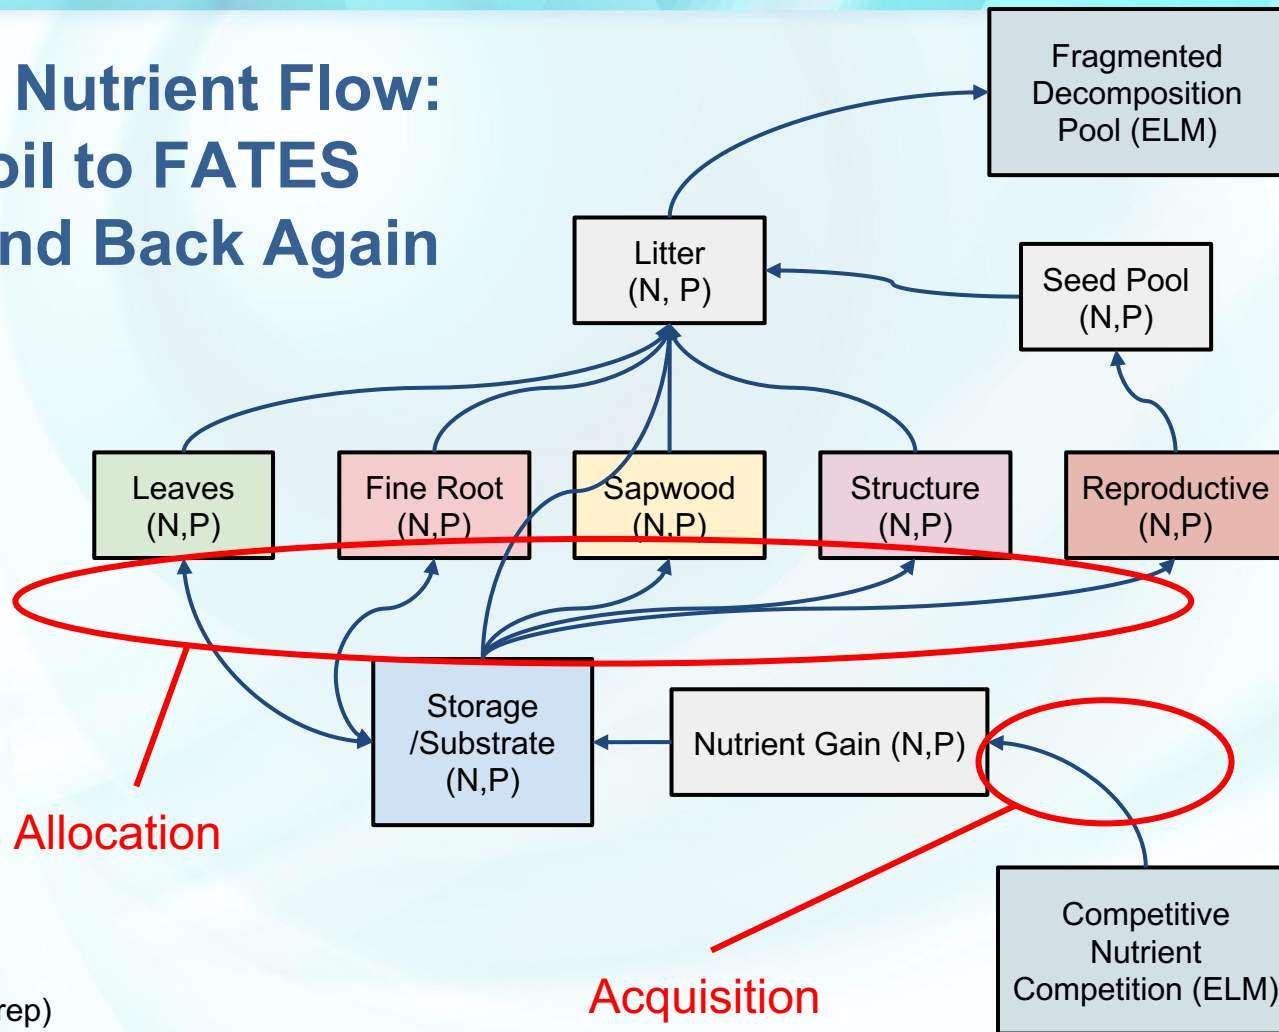 Nutrient Flow:
oil to FATES
nd Back Again
Fragmented
Decomposition
Pool (ELM)
Litter
(N, P)
Seed Pool
(N,P)
Leaves
(N,P)
Fine Root
(N,P)
Sapwood
(N,P)
Structure
(N,P)
Reproductive
(N,P)
Storage
/Substrate
(N,P)
Nutrient Gain (N,P)
Allocation
Competitive
Nutrient
Competition (ELM)
Acquisition
rep)